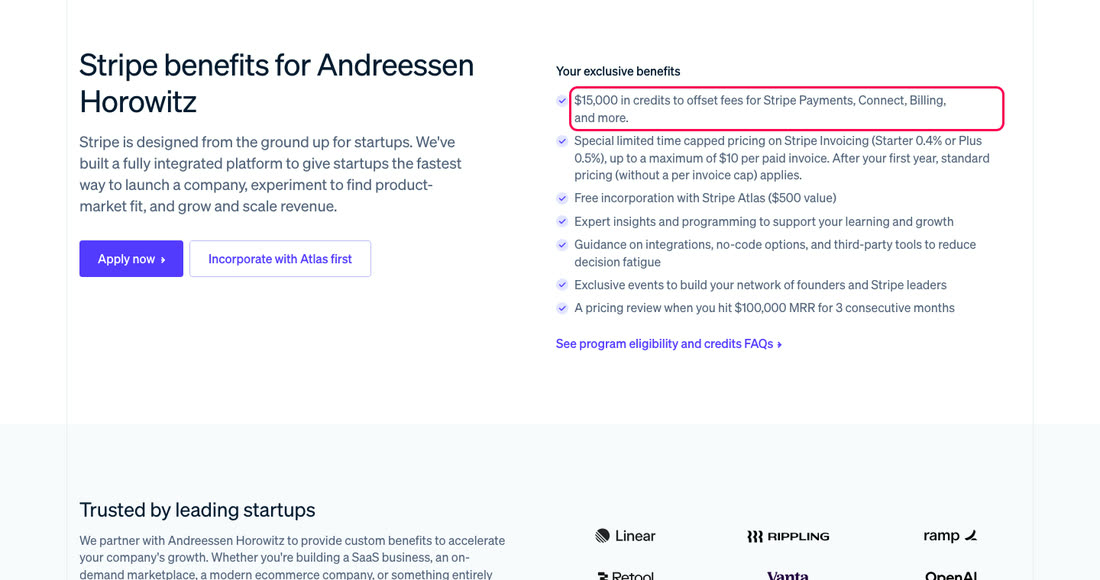 Stripe benefits for Andreessen
Horowitz
Stripe is designed from the ground up for startups. We've
built a fully integrated platform to give startups the fastest
way to launch a company, experiment to find product-
market fit, and grow and scale revenue.
Apply now
Incorporate with Atlas first
Your exclusive benefits
$15,000 in credits to offset fees for Stripe Payments, Connect, Billing,
and more.
Special limited time capped pricing on Stripe Invoicing (Starter 0.4% or Plus
0.5%), up to a maximum of $10 per paid invoice. After your first year, standard
pricing (without a per invoice cap) applies.
Free incorporation with Stripe Atlas ($500 value)
Expert insights and programming to support your learning and growth
Guidance on integrations, no-code options, and third-party tools to reduce
decision fatigue
Exclusive events to build your network of founders and Stripe leaders
A pricing review when you hit $100,000 MRR for 3 consecutive months
See program eligibility and credits FAQs
Trusted by leading startups
We partner with Andreessen Horowitz to provide custom benefits to accelerate
your company's growth. Whether you're building a SaaS business, an on-
demand marketplace, a modern ecommerce company, or something entirely
Linear
RIPPLING
ramp
Retool
Vanta
OpenAI